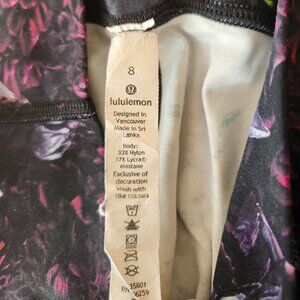 8
lululemon
Designed in
Vancouver
Made in Sri
Lanka
Body:
83% Nylon
17% Lycra®
elastane
Exclusive of
decoration
Wash with
like colours
RN